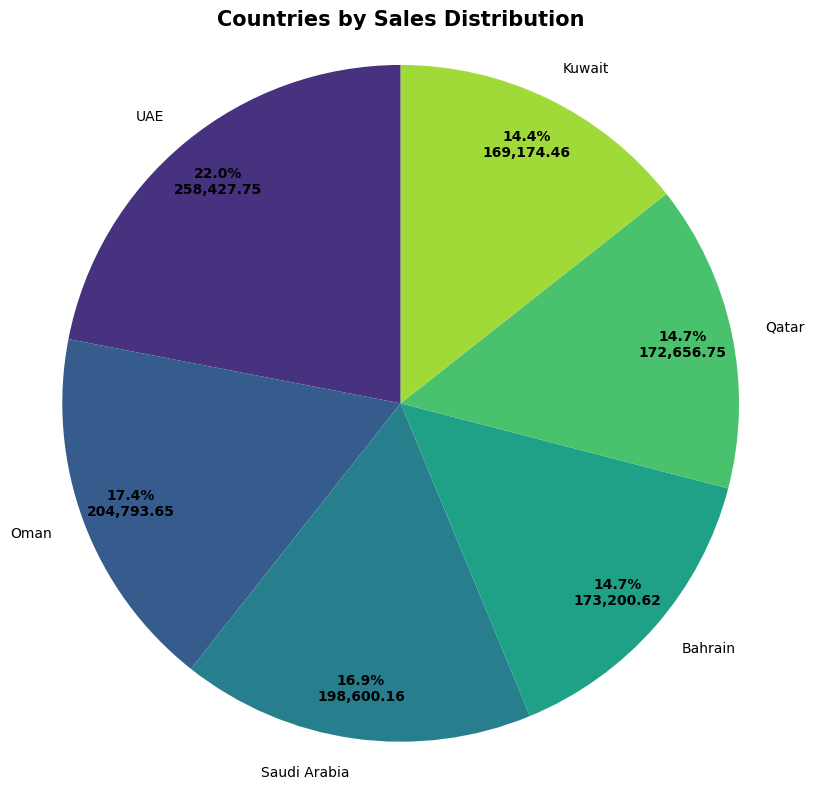 Countries by Sales Distribution
Kuwait
UAE
14.4%
169,174.46
22.0%
258,427.75
Qatar
14.7%
172,656.75
17.4%
204,793.65
Oman
14.7%
173,200.62
Bahrain
16.9%
198,600.16
Saudi Arabia